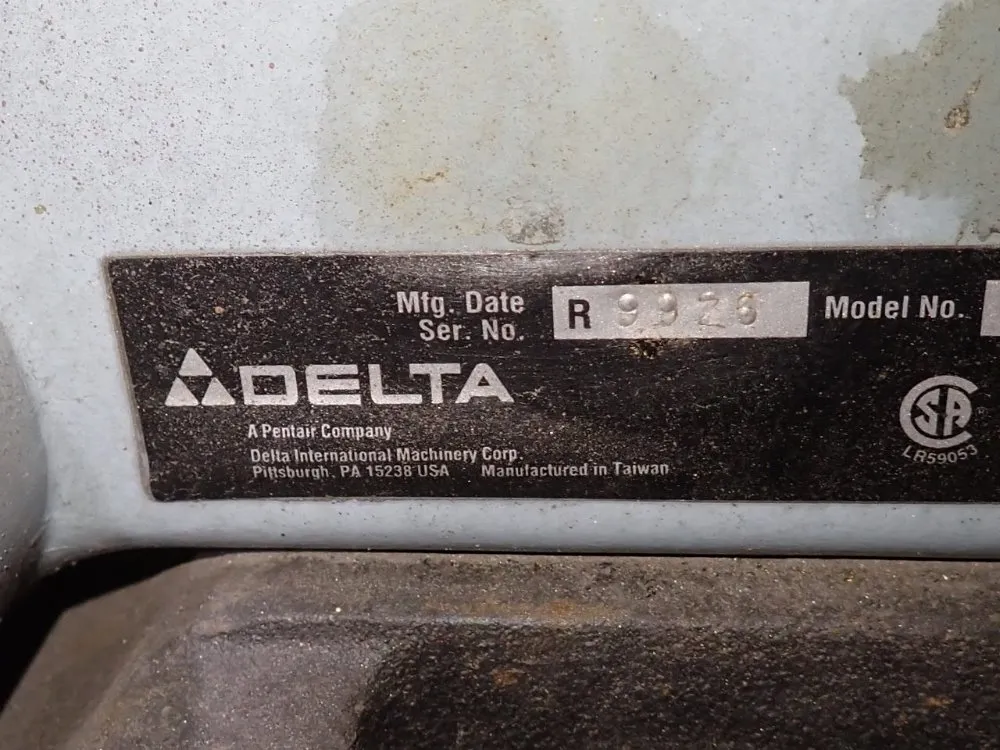 Mfg. Date
Ser. No.
R 9926
Model No.
DELTA
A Pentair Company
Delta International Machinery Corp.
Pittsburgh, PA 15238 USA Manufactured in Taiwan
SA
LR59053